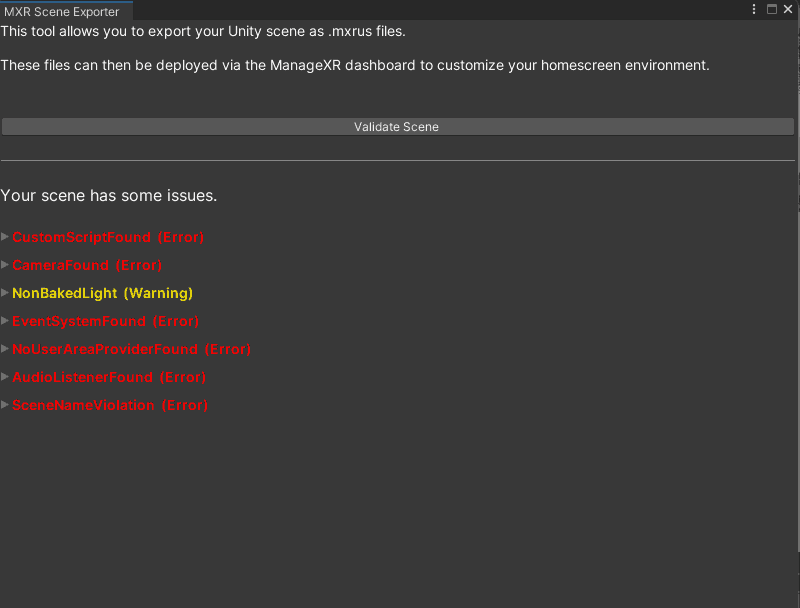 MXR Scene Exporter
This tool allows you to export your Unity scene as .mxrus files.
These files can then be deployed via the ManageXR dashboard to customize your homescreen environment.
Validate Scene
Your scene has some issues.
CustomScriptFound (Error)
CameraFound (Error)
NonBakedLight (Warning)
EventSystemFound (Error)
NoUserAreaProviderFound (Error)
AudioListenerFound (Error)
SceneNameViolation (Error)